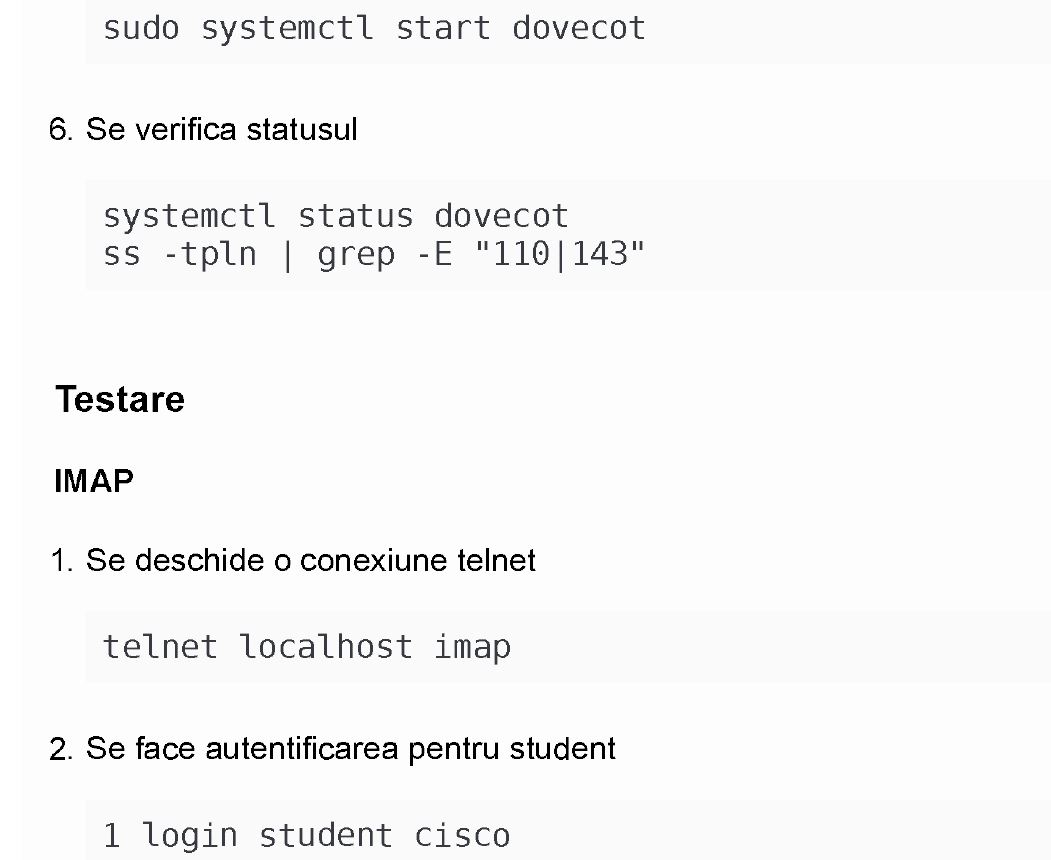 sudo systemctl start dovecot
6. Se verifica statusul
systemctl status dovecot
ss -tpln | grep -E "110|143"
Testare
IMAP
1. Se deschide o conexiune telnet
telnet localhost imap
2. Se face autentificarea pentru student
1 login student cisco